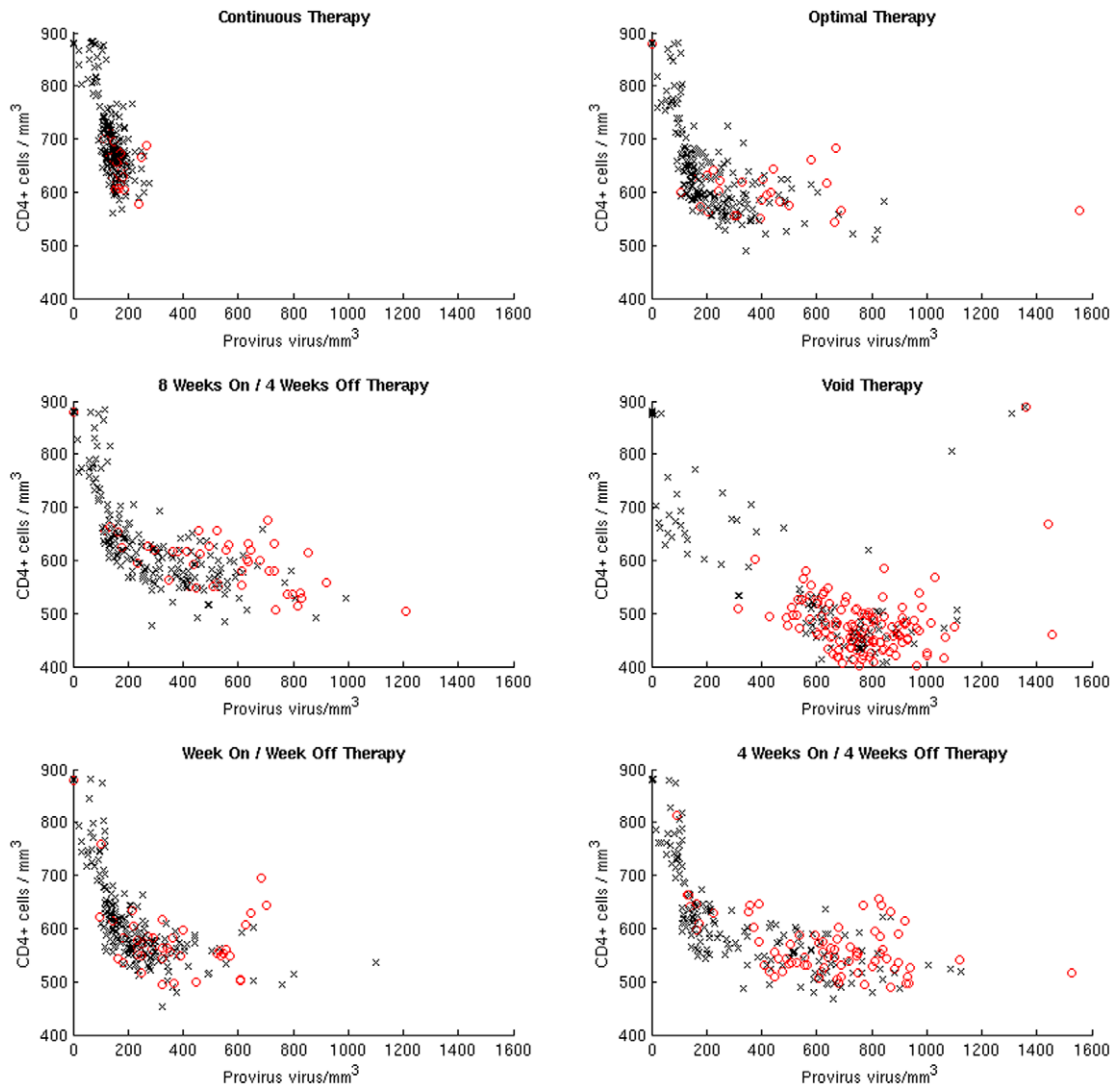 Continuous Therapy
900
800
700
600
500
400
CD4+ cells / mm³
0 200 400 600 800 1000 1200 1400 1600
Provirus virus/mm³
Optimal Therapy
900
800
700
600
500
400
CD4+ cells / mm³
0 200 400 600 800 1000 1200 1400 1600
Provirus virus/mm³
8 Weeks On / 4 Weeks Off Therapy
900
800
700
600
500
400
CD4+ cells / mm³
0 200 400 600 800 1000 1200 1400 1600
Provirus virus/mm³
Void Therapy
900
800
700
600
500
400
CD4+ cells / mm³
0 200 400 600 800 1000 1200 1400 1600
Provirus virus/mm³
Week On / Week Off Therapy
900
800
700
600
500
400
CD4+ cells / mm³
0 200 400 600 800 1000 1200 1400 1600
Provirus virus/mm³
4 Weeks On / 4 Weeks Off Therapy
900
800
700
600
500
400
CD4+ cells / mm³
0 200 400 600 800 1000 1200 1400 1600
Provirus virus/mm³